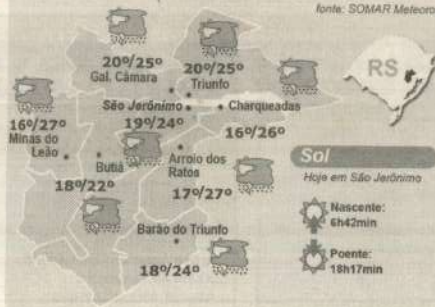 fonte: SOMAR Meteoro
20º/25º
Gal. Câmara
20º/25º
Triunfo
RS
São Jerônimo
Charqueadas
19º/24º
16º/26º
16º/27º
Minas do
Leão
Butiá
Arroio dos
Ratos
18º/22º
17º/27º
Barão do Triunfo
18º/24º
Sol
Hoje em São Jerônimo
Nascente:
6h42min
Poente:
18h17min